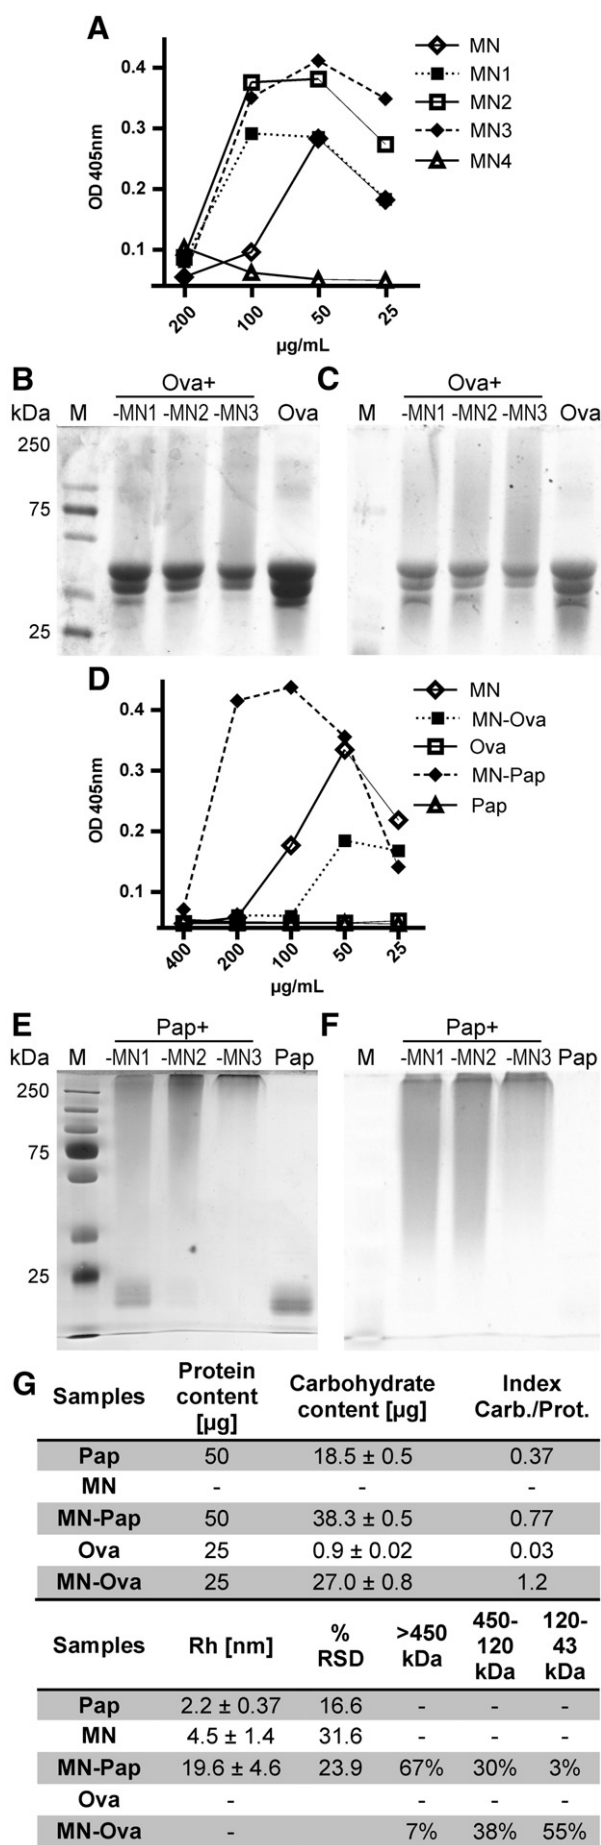 A
0.4
0.3
0.2
0.1
OD 405nm
200 100 50 25
µg/mL
MN
MN1
MN2
MN3
MN4
B
Ova+
kDa M -MN1 -MN2 -MN3 Ova
250
75
25
C
Ova+
M -MN1 -MN2 -MN3 Ova
D
0.4
0.3
0.2
0.1
OD 405nm
400 200 100 50 25
µg/mL
MN
MN-Ova
Ova
MN-Pap
Pap
E
Pap+
kDa M -MN1 -MN2 -MN3 Pap
250
75
25
F
Pap+
M -MN1 -MN2 -MN3 Pap
G
Samples Protein content [µg] Carbohydrate content [µg] Index Carb./Prot.
Pap 50 18.5 ± 0.5 0.37
MN - - -
MN-Pap 50 38.3 ± 0.5 0.77
Ova 25 0.9 ± 0.02 0.03
MN-Ova 25 27.0 ± 0.8 1.2
Samples Rh [nm] % RSD >450 kDa 450-120 kDa 120-43 kDa
Pap 2.2 ± 0.37 16.6 - - -
MN 4.5 ± 1.4 31.6 - - -
MN-Pap 19.6 ± 4.6 23.9 67% 30% 3%
Ova - - - -
MN-Ova - 7% 38% 55%